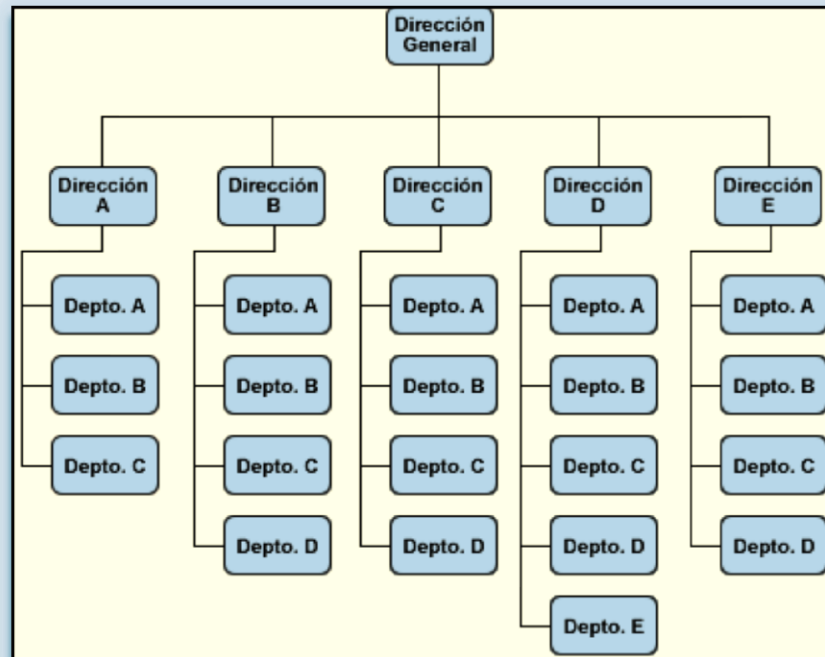 Dirección
General
Dirección
A
Dirección
B
Dirección
C
Dirección
D
Dirección
E
Depto. A
Depto. B
Depto. C
Depto. A
Depto. B
Depto. C
Depto. D
Depto. A
Depto. B
Depto. C
Depto. D
Depto. A
Depto. B
Depto. C
Depto. D
Depto. E
Depto. A
Depto. B
Depto. C
Depto. D